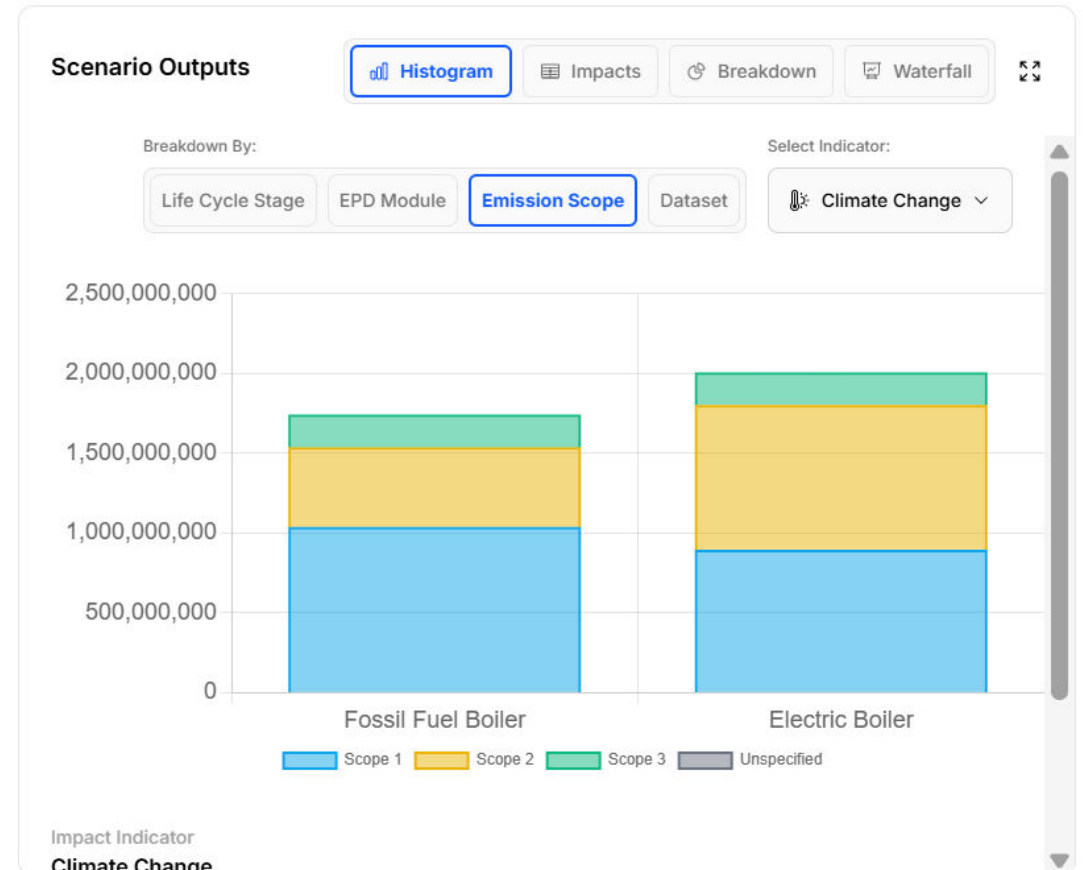 Scenario Outputs
Histogram
Impacts
Breakdown
Waterfall
Breakdown By:
Select Indicator:
Life Cycle Stage
EPD Module
Emission Scope
Dataset
Climate Change
2,500,000,000
2,000,000,000
1,500,000,000
1,000,000,000
500,000,000
0
Fossil Fuel Boiler
Electric Boiler
Scope 1
Scope 2
Scope 3
Unspecified
Impact Indicator
Climate Change